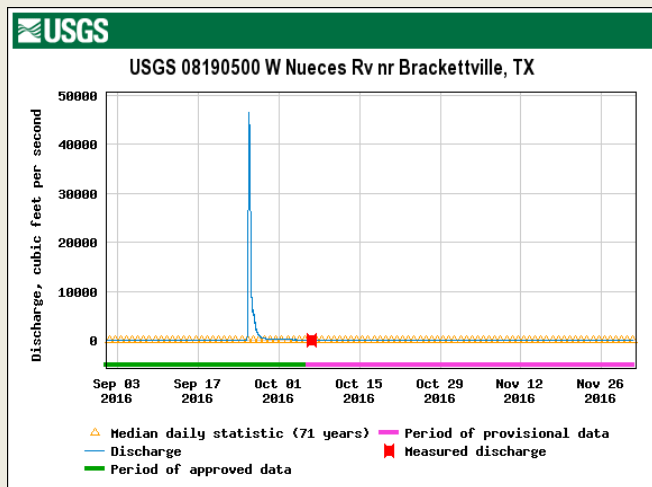 USGS
USGS 08190500 W Nueces Rv nr Brackettville, TX
Discharge, cubic feet per second
50000
40000
30000
20000
10000
0
Sep 03 Sep 17 Oct 01 Oct 15 Oct 29 Nov 12 Nov 26
2016 2016 2016 2016 2016 2016 2016
Median daily statistic (71 years) Period of provisional data
Discharge Measured discharge
Period of approved data